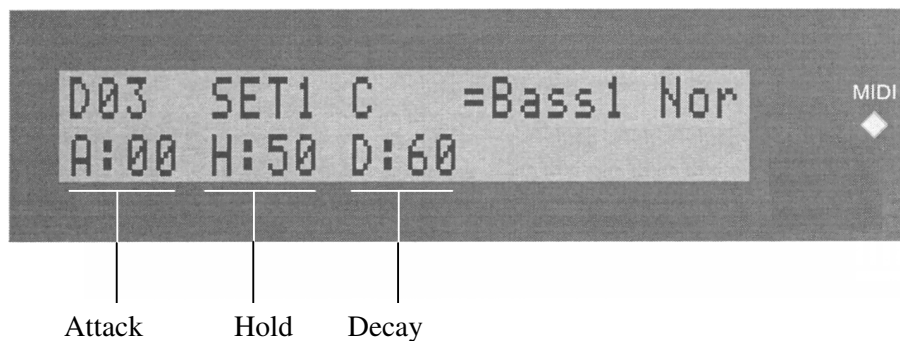 D03 SET1 C =Bass1 Nor
MIDI
A:00 H:50 D:60
Attack Hold Decay